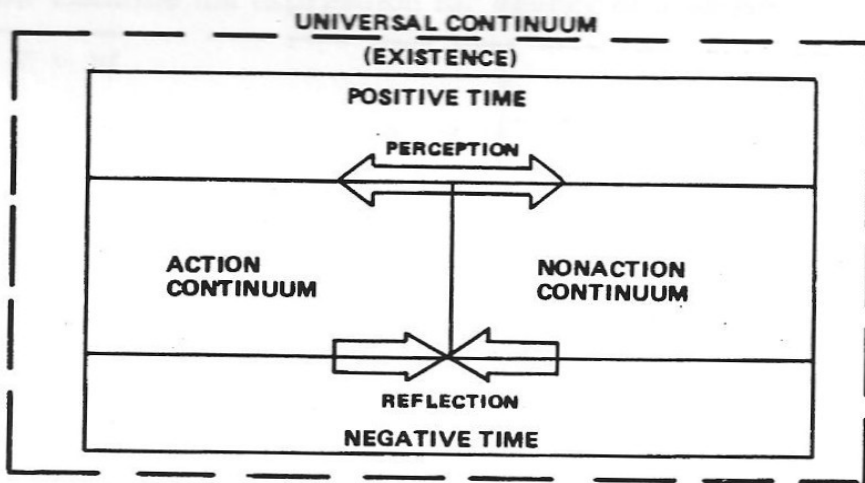 UNIVERSAL CONTINUUM
(EXISTENCE)
POSITIVE TIME
PERCEPTION
ACTION
CONTINUUM
NONACTION
CONTINUUM
REFLECTION
NEGATIVE TIME